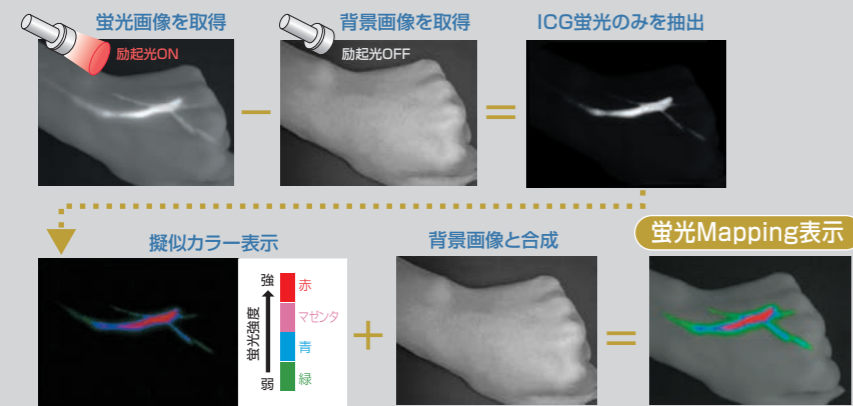 蛍光画像を取得
背景画像を取得
ICG蛍光のみを抽出
励起光ON
励起光OFF
−
=
擬似カラー表示
背景画像と合成
蛍光Mapping表示
蛍光強度
強
弱
赤
マゼンタ
青
緑
+
=